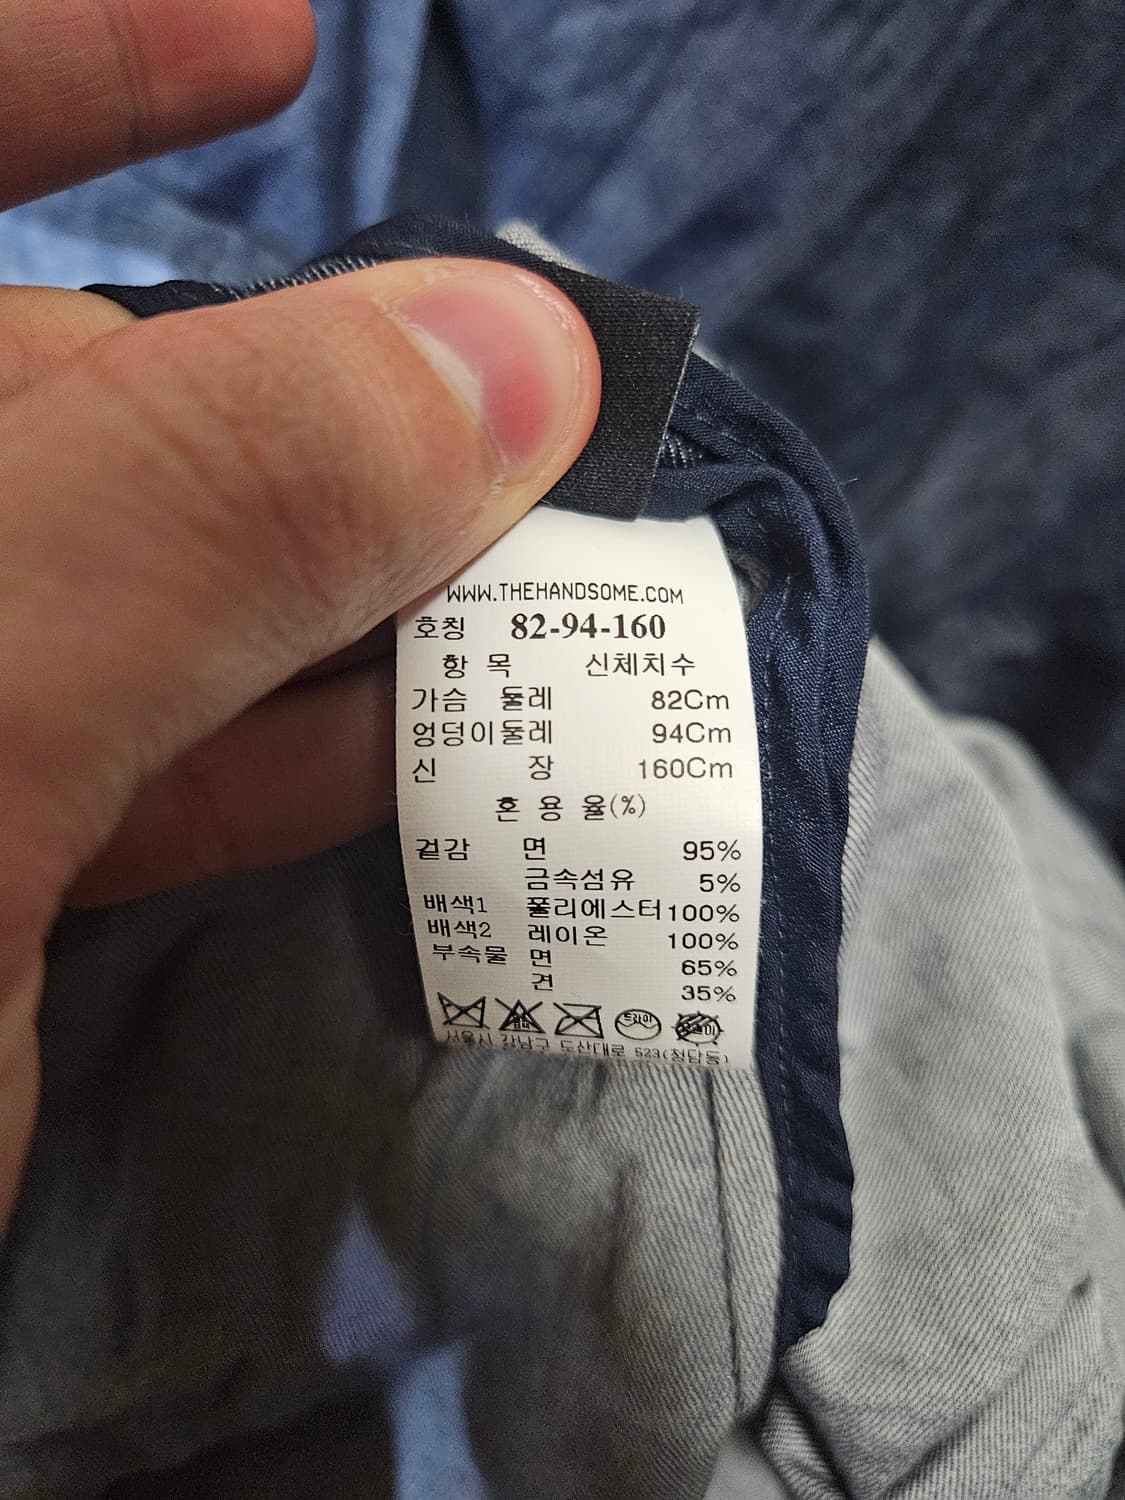 WWW.THEHANDSOME.COM
호칭 82-94-160
항 목 신체치수
가슴 둘레 82Cm
엉덩이둘레 94Cm
신 장 160Cm
혼 용 율(%)
겉감 면 95%
금속섬유 5%
배색1 폴리에스터 100%
배색2 레이온 100%
부속물 면 65%
견 35%
드라이
서울시 강남구 도산대로 523(청담동)